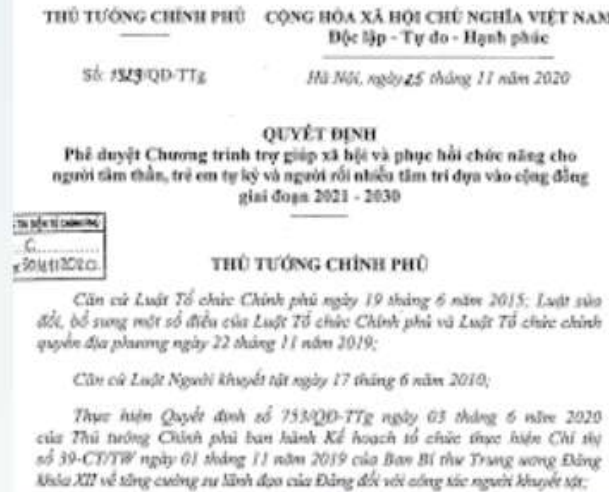 THỦ TƯỚNG CHÍNH PHỦ
CỘNG HÒA XÃ HỘI CHỦ NGHĨA VIỆT NAM
Độc lập - Tự do - Hạnh phúc
Số: 1929/QD-TTg
Hà Nội, ngày 25 tháng 11 năm 2020
QUYẾT ĐỊNH
Phê duyệt Chương trình trợ giúp xã hội và phục hồi chức năng cho
người tâm thần, trẻ em tự kỷ và người rối nhiễu tâm trí dựa vào cộng đồng
giai đoạn 2021 - 2030
THỦ TƯỚNG CHÍNH PHỦ
Căn cứ Luật Tổ chức Chính phủ ngày 19 tháng 6 năm 2015; Luật sửa
đổi, bổ sung một số điều của Luật Tổ chức Chính phủ và Luật Tổ chức chính
quyền địa phương ngày 22 tháng 11 năm 2019;
Căn cứ Luật Người khuyết tật ngày 17 tháng 6 năm 2010;
Thực hiện Quyết định số 753/QĐ-TTg ngày 03 tháng 6 năm 2020
của Thủ tướng Chính phủ ban hành Kế hoạch tổ chức thực hiện Chỉ thị
số 39-CT/TW ngày 01 tháng 11 năm 2019 của Ban Bí thư Trung ương Đảng
khóa XII về tăng cường sự lãnh đạo của Đảng đối với công tác người khuyết tật;